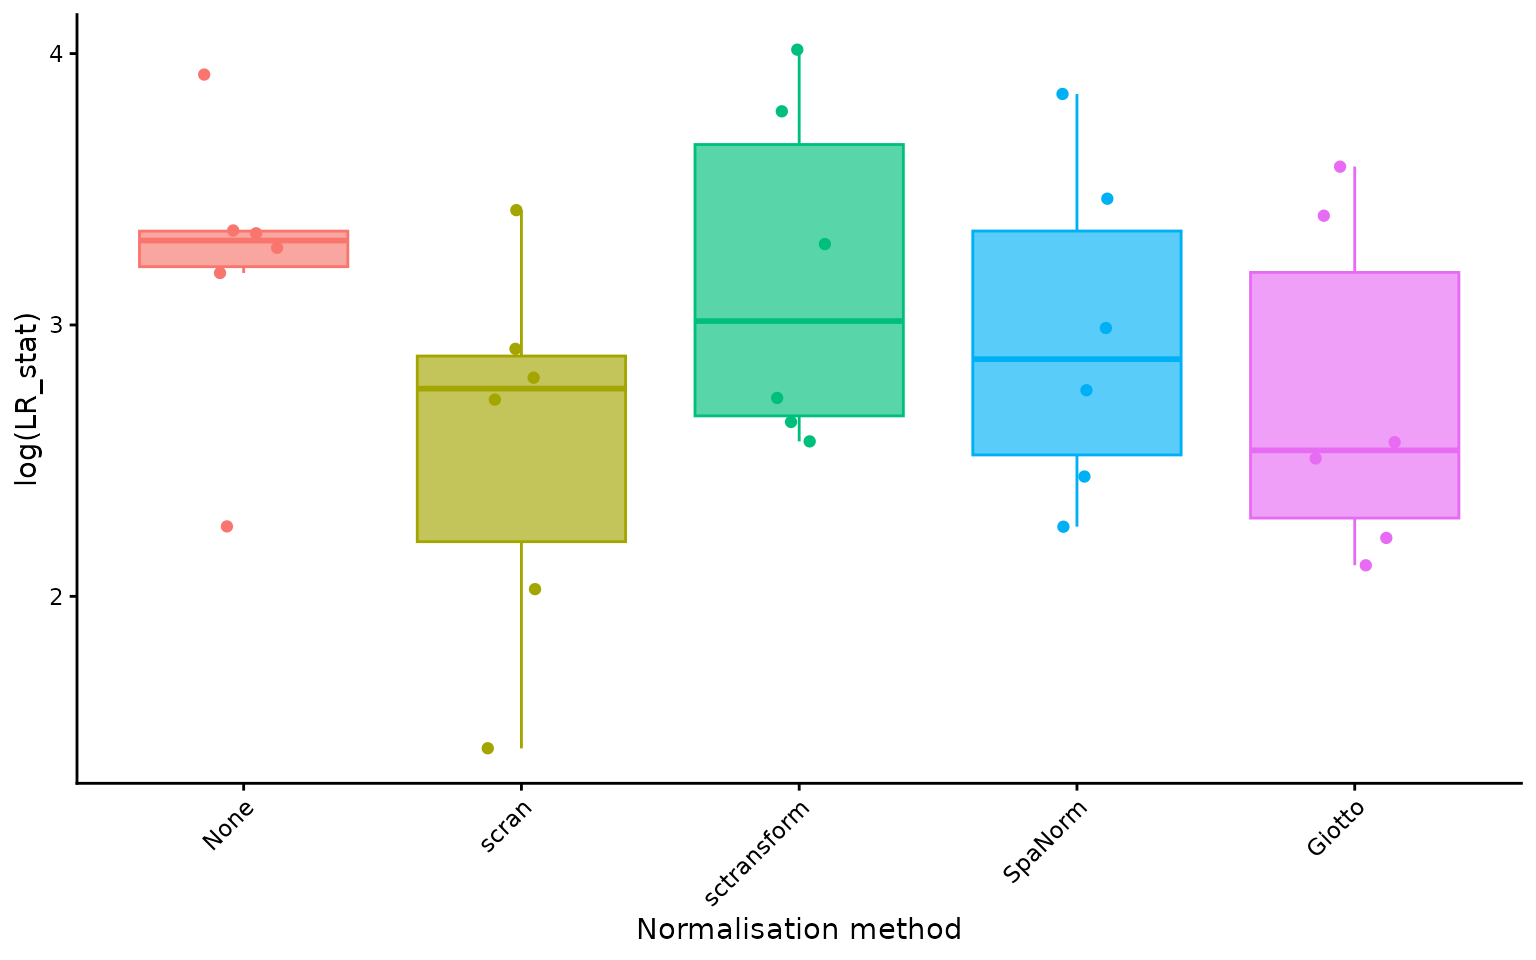 log(LR_stat)
4
3
2
None
scran
sctransform
SpaNorm
Giotto
Normalisation method